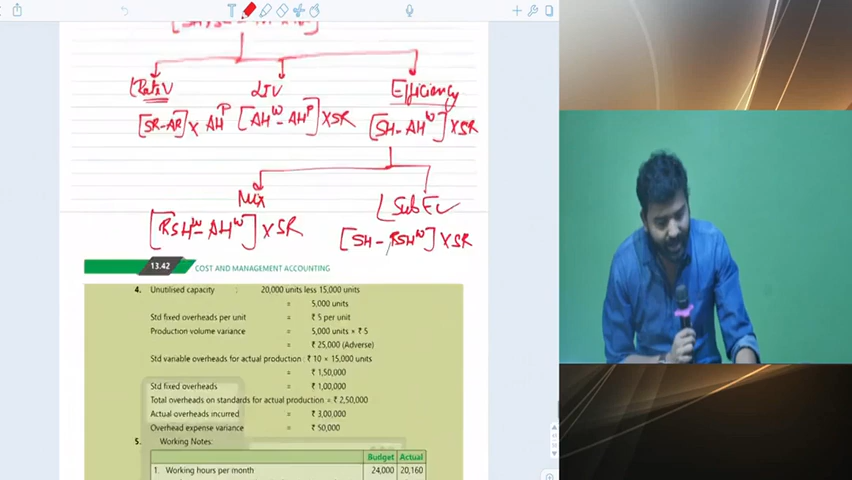 Rate V LIV Efficiency
[SR-AR] × AH^P [AH^W - AH^P] × SR [SH - AH^W] × SR
Mix Sub EV
[RSH^W - AH^W] × SR [SH - RSH^W] × SR
13.42 COST AND MANAGEMENT ACCOUNTING
4. Unutilised capacity : 20,000 units less 15,000 units
= 5,000 units
Std fixed overheads per unit = ₹ 5 per unit
Production volume variance = 5,000 units × ₹ 5
= ₹ 25,000 (Adverse)
Std variable overheads for actual production : ₹ 10 × 15,000 units
= ₹ 1,50,000
Std fixed overheads = ₹ 1,00,000
Total overheads on standards for actual production × ₹ 2,50,000
Actual overheads incurred = ₹ 3,00,000
Overhead expense variance = ₹ 50,000
5. Working Notes:
Budget Actual
1. Working hours per month 24,000 20,160